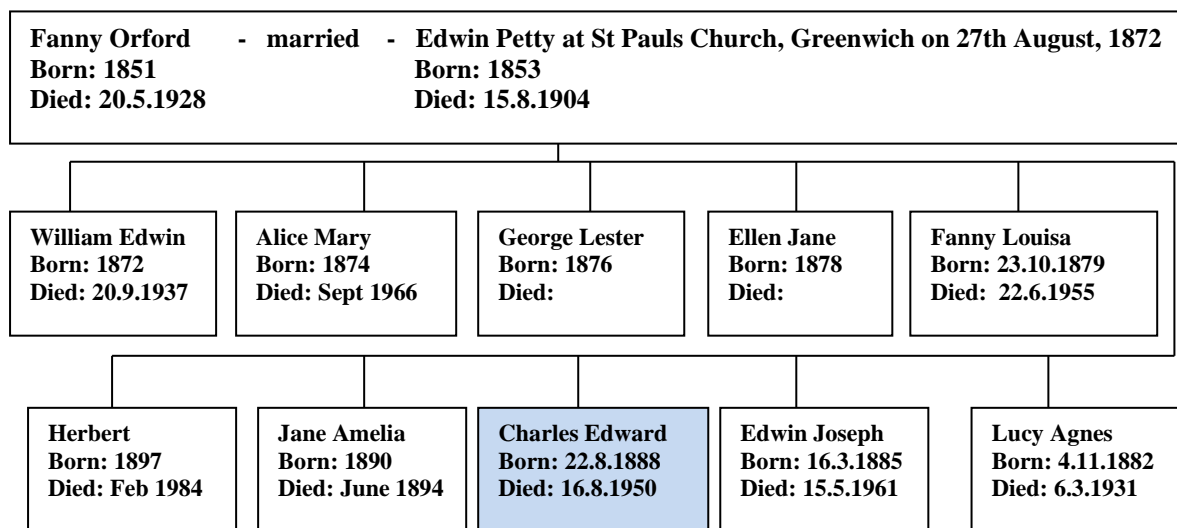 Fanny Orford - married - Edwin Petty at St Pauls Church, Greenwich on 27th August, 1872
Born: 1851 Born: 1853
Died: 20.5.1928 Died: 15.8.1904
William Edwin
Born: 1872
Died: 20.9.1937
Alice Mary
Born: 1874
Died: Sept 1966
George Lester
Born: 1876
Died:
Ellen Jane
Born: 1878
Died:
Fanny Louisa
Born: 23.10.1879
Died: 22.6.1955
Herbert
Born: 1897
Died: Feb 1984
Jane Amelia
Born: 1890
Died: June 1894
Charles Edward
Born: 22.8.1888
Died: 16.8.1950
Edwin Joseph
Born: 16.3.1885
Died: 15.5.1961
Lucy Agnes
Born: 4.11.1882
Died: 6.3.1931